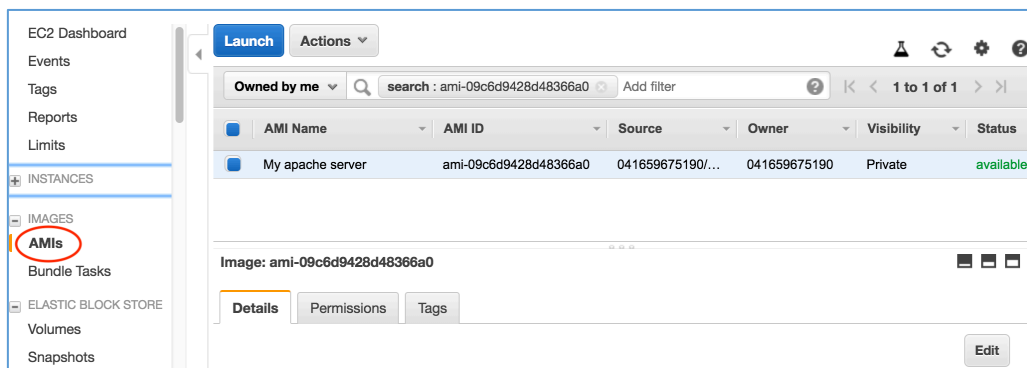 EC2 Dashboard
Events
Tags
Reports
Limits
INSTANCES
IMAGES
AMIs
Bundle Tasks
ELASTIC BLOCK STORE
Volumes
Snapshots
Launch Actions
Owned by me search : ami-09c6d9428d48366a0 Add filter 1 to 1 of 1
AMI Name AMI ID Source Owner Visibility Status
My apache server ami-09c6d9428d48366a0 041659675190/... 041659675190 Private available
Image: ami-09c6d9428d48366a0
Details Permissions Tags
Edit